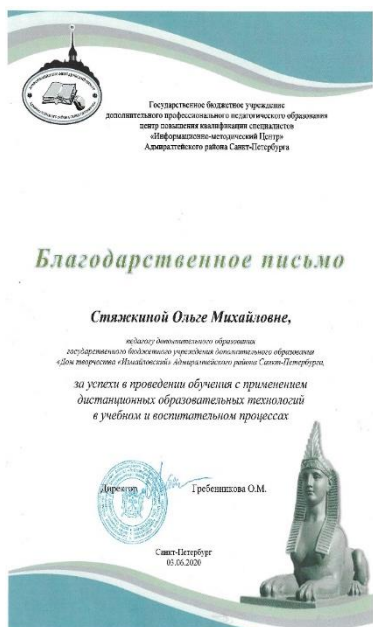 Государственное бюджетное учреждение
дополнительного профессионального педагогического образования
центр повышения квалификации специалистов
«Информационно-методический Центр»
Адмиралтейского района Санкт-Петербурга
Благодарственное письмо
Стяжкиной Ольге Михайловне,
педагогу дополнительного образования
государственного бюджетного учреждения дополнительного образования
«Дом творчества «Измайловский» Адмиралтейского района Санкт-Петербурга,
за успехи в проведении обучения с применением
дистанционных образовательных технологий
в учебном и воспитательном процессах
Директор Гребенникова О.М.
Санкт-Петербург
03.06.2020